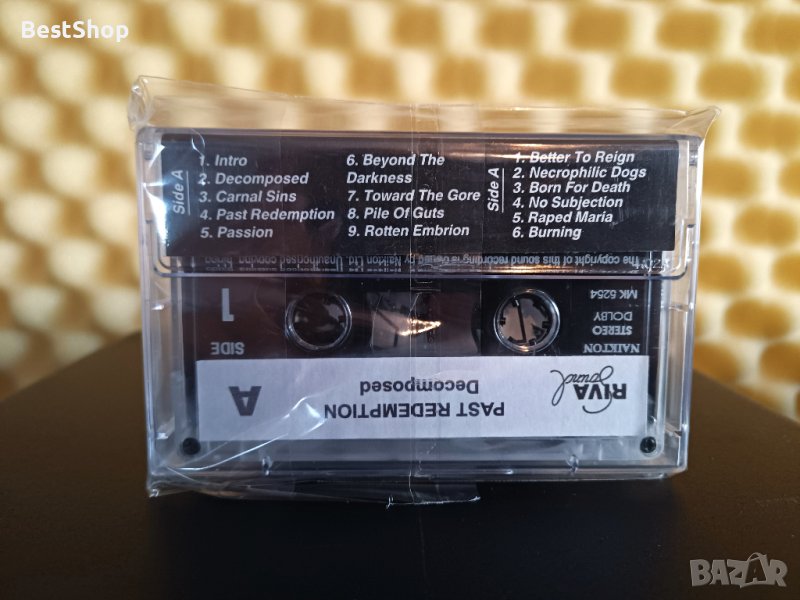 BestShop
Side A
1. Intro
2. Decomposed
3. Carnal Sins
4. Past Redemption
5. Passion
6. Beyond The
Darkness
7. Toward The Gore
8. Pile Of Guts
9. Rotten Embrion
Side A
1. Better To Reign
2. Necrophilic Dogs
3. Born For Death
4. No Subjection
5. Raped Maria
6. Burning
The copyright of this sound recording is owned by Naikton Ltd. Unauthorised copying
RIVA
Sound
PAST REDEMPTION
Decomposed
A
NAIKTON
STEREO
DOLBY
MK 5254
SIDE
1
BAZAR